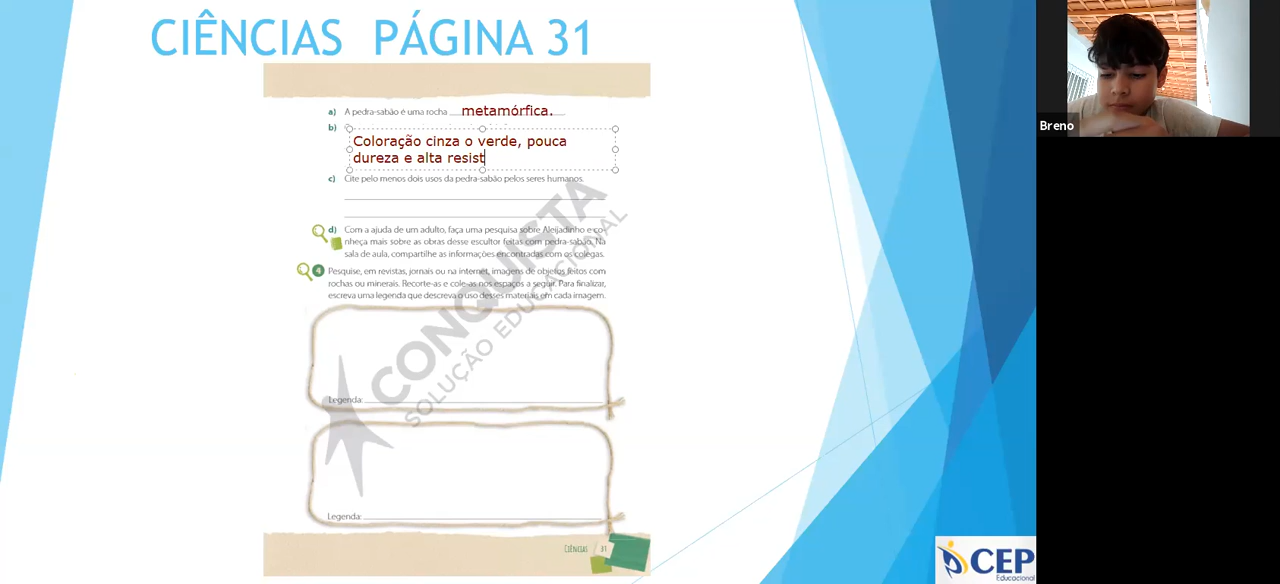 CIÊNCIAS PÁGINA 31
a) A pedra-sabão é uma rocha metamórfica.
b)
Coloração cinza o verde, pouca
dureza e alta resist
c) Cite pelo menos dois usos da pedra-sabão pelos seres humanos.
d) Com a ajuda de um adulto, faça uma pesquisa sobre Aleijadinho e co-
nheça mais sobre as obras desse escultor feitas com pedra-sabão. Na
sala de aula, compartilhe as informações encontradas com os colegas.
4 Pesquise, em revistas, jornais ou na internet, imagens de objetos feitos com
rochas ou minerais. Recorte-as e cole-as nos espaços a seguir. Para finalizar,
escreva uma legenda que descreva o uso desses materiais em cada imagem.
Legenda:
Legenda:
CONQUISTA
SOLUÇÃO EDUCACIONAL
CIÊNCIAS 31
CEP
Educacional
Breno